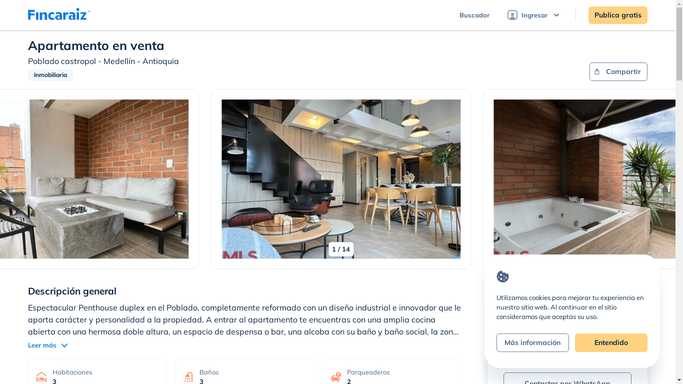 Fincaraiz
Buscador
Ingresar
Publica gratis
Apartamento en venta
Poblado castropol - Medellín - Antioquia
Inmobiliaria
Compartir
MLS
1 / 14
MLS
Descripción general
Espectacular Penthouse duplex en el Poblado, completamente reformado con un diseño industrial e innovador que le
aporta carácter y personalidad a la propiedad. A entrar al apartamento te encuentras con una amplia cocina
abierta con una hermosa doble altura, un espacio de despensa o bar, una alcoba con su baño y baño social, la zon...
Leer más
Habitaciones
3
Baños
3
Parqueaderos
2
Utilizamos cookies para mejorar tu experiencia en
nuestro sitio web. Al continuar en el sitio
consideramos que aceptas su uso.
Más información
Entendido
Contactar por WhatsApp